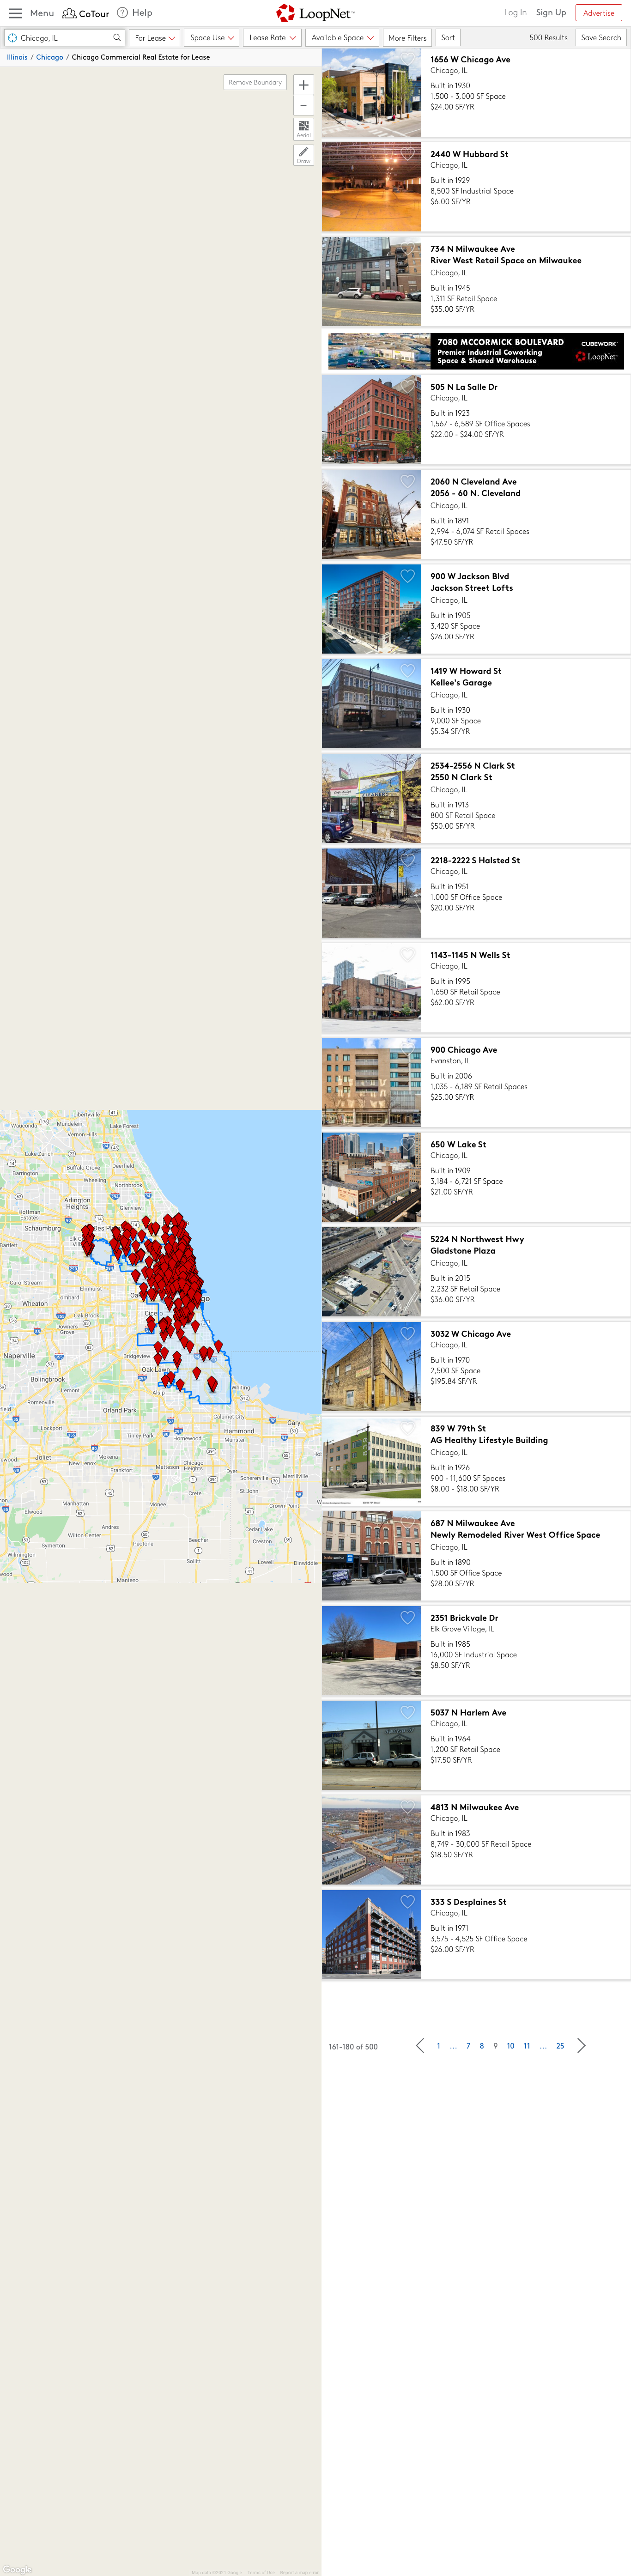 Menu CoTour Help LoopNet™ Log In Sign Up Advertise
Chicago, IL For Lease Space Use Lease Rate Available Space More Filters Sort 500 Results Save Search
Illinois / Chicago / Chicago Commercial Real Estate for Lease
Remove Boundary
Aerial
Draw
1656 W Chicago Ave
Chicago, IL
Built in 1930
1,500 - 3,000 SF Space
$24.00 SF/YR
2440 W Hubbard St
Chicago, IL
Built in 1929
8,500 SF Industrial Space
$6.00 SF/YR
734 N Milwaukee Ave
River West Retail Space on Milwaukee
Chicago, IL
Built in 1945
1,311 SF Retail Space
$35.00 SF/YR
7080 MCCORMICK BOULEVARD
Premier Industrial Coworking
Space & Shared Warehouse
CUBEWORK
LoopNet
505 N La Salle Dr
Chicago, IL
Built in 1923
1,567 - 6,589 SF Office Spaces
$22.00 - $24.00 SF/YR
2060 N Cleveland Ave
2056 - 60 N. Cleveland
Chicago, IL
Built in 1891
2,994 - 6,074 SF Retail Spaces
$47.50 SF/YR
900 W Jackson Blvd
Jackson Street Lofts
Chicago, IL
Built in 1905
3,420 SF Space
$26.00 SF/YR
1419 W Howard St
Kellee's Garage
Chicago, IL
Built in 1930
9,000 SF Space
$5.34 SF/YR
2534-2556 N Clark St
2550 N Clark St
Chicago, IL
Built in 1913
800 SF Retail Space
$50.00 SF/YR
2218-2222 S Halsted St
Chicago, IL
Built in 1951
1,000 SF Office Space
$20.00 SF/YR
1143-1145 N Wells St
Chicago, IL
Built in 1995
1,650 SF Retail Space
$62.00 SF/YR
900 Chicago Ave
Evanston, IL
Built in 2006
1,035 - 6,189 SF Retail Spaces
$25.00 SF/YR
650 W Lake St
Chicago, IL
Built in 1909
3,184 - 6,721 SF Space
$21.00 SF/YR
5224 N Northwest Hwy
Gladstone Plaza
Chicago, IL
Built in 2015
2,232 SF Retail Space
$36.00 SF/YR
3032 W Chicago Ave
Chicago, IL
Built in 1970
2,500 SF Space
$195.84 SF/YR
839 W 79th St
AG Healthy Lifestyle Building
Chicago, IL
Built in 1926
900 - 11,600 SF Spaces
$8.00 - $18.00 SF/YR
687 N Milwaukee Ave
Newly Remodeled River West Office Space
Chicago, IL
Built in 1890
1,500 SF Office Space
$28.00 SF/YR
2351 Brickvale Dr
Elk Grove Village, IL
Built in 1985
16,000 SF Industrial Space
$8.50 SF/YR
5037 N Harlem Ave
Chicago, IL
Built in 1964
1,200 SF Retail Space
$17.50 SF/YR
4813 N Milwaukee Ave
Chicago, IL
Built in 1983
8,749 - 30,000 SF Retail Space
$18.50 SF/YR
333 S Desplaines St
Chicago, IL
Built in 1971
3,575 - 4,525 SF Office Space
$26.00 SF/YR
161-180 of 500 1 ... 7 8 9 10 11 ... 25
Libertyville
Wauconda Mundelein Lake Forest
Vernon Hills
Lake Zurich Deerfield
Buffalo Grove
Barrington Northbrook
Wheeling
Arlington
Heights
Glenview
Hoffman
Estates
Schaumburg
Bartlett
Carol Stream
Elmhurst
Lombard
Wheaton Oak Brook
Cicero
Downers
Grove
Naperville
Bridgeview
Oak Lawn
Bolingbrook
Lemont Alsip
Romeoville
Whiting
Orland Park
Calumet City
Lockport Gary
Hammond
Tinley Park
Homer Glen
Joliet Mokena
Matteson
Chicago
Heights
New Lenox
Frankfort
Dyer Schererville
Merrillville
Crete St. John
Manhattan Monee
Crown Point
Elwood
Andres Cedar Lake
Wilton Center
Beecher
Symerton Peotone
Creston
Wilmington Sollitt Lowell
Manteno
Google Map data ©2021 Google Terms of Use Report a map error